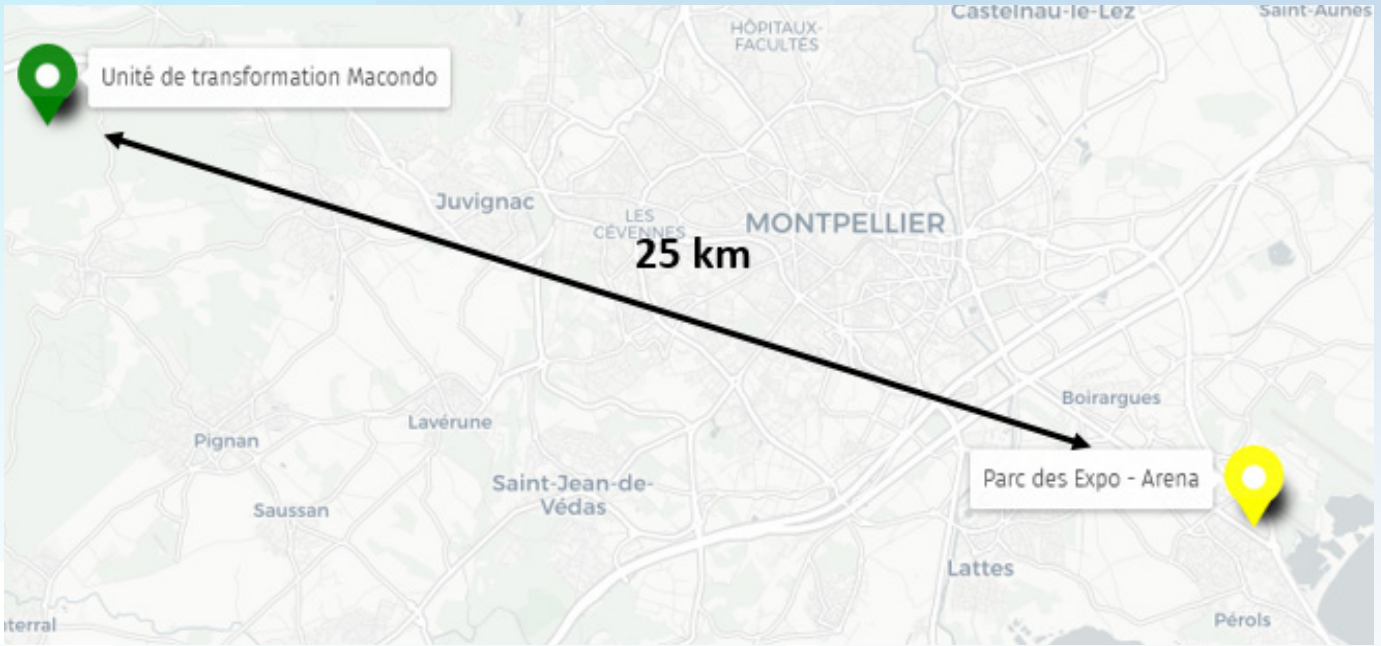 HÔPITAUX-
FACULTÉS
Castelnau-le-Lez
Saint-Aunès
Unité de transformation Macondo
Juvignac
LES
CÉVENNES
MONTPELLIER
25 km
Boirargues
Lavérune
Pignan
Parc des Expo - Arena
Saint-Jean-de-
Védas
Saussan
Lattes
Pérols
terral